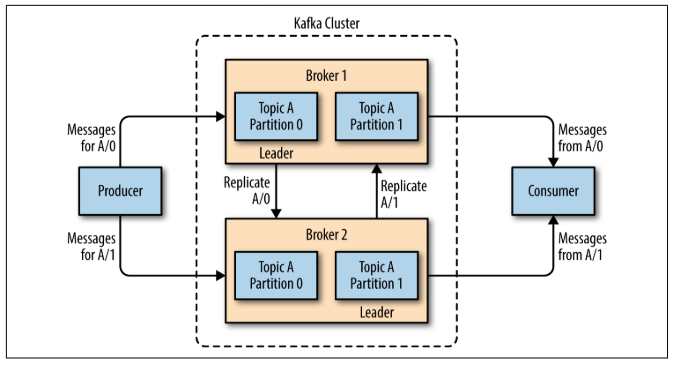 Kafka Cluster
Broker 1
Topic A
Partition 0
Topic A
Partition 1
Leader
Messages
for A/0
Messages
from A/0
Producer
Replicate
A/0
Replicate
A/1
Consumer
Messages
for A/1
Messages
from A/1
Broker 2
Topic A
Partition 0
Topic A
Partition 1
Leader